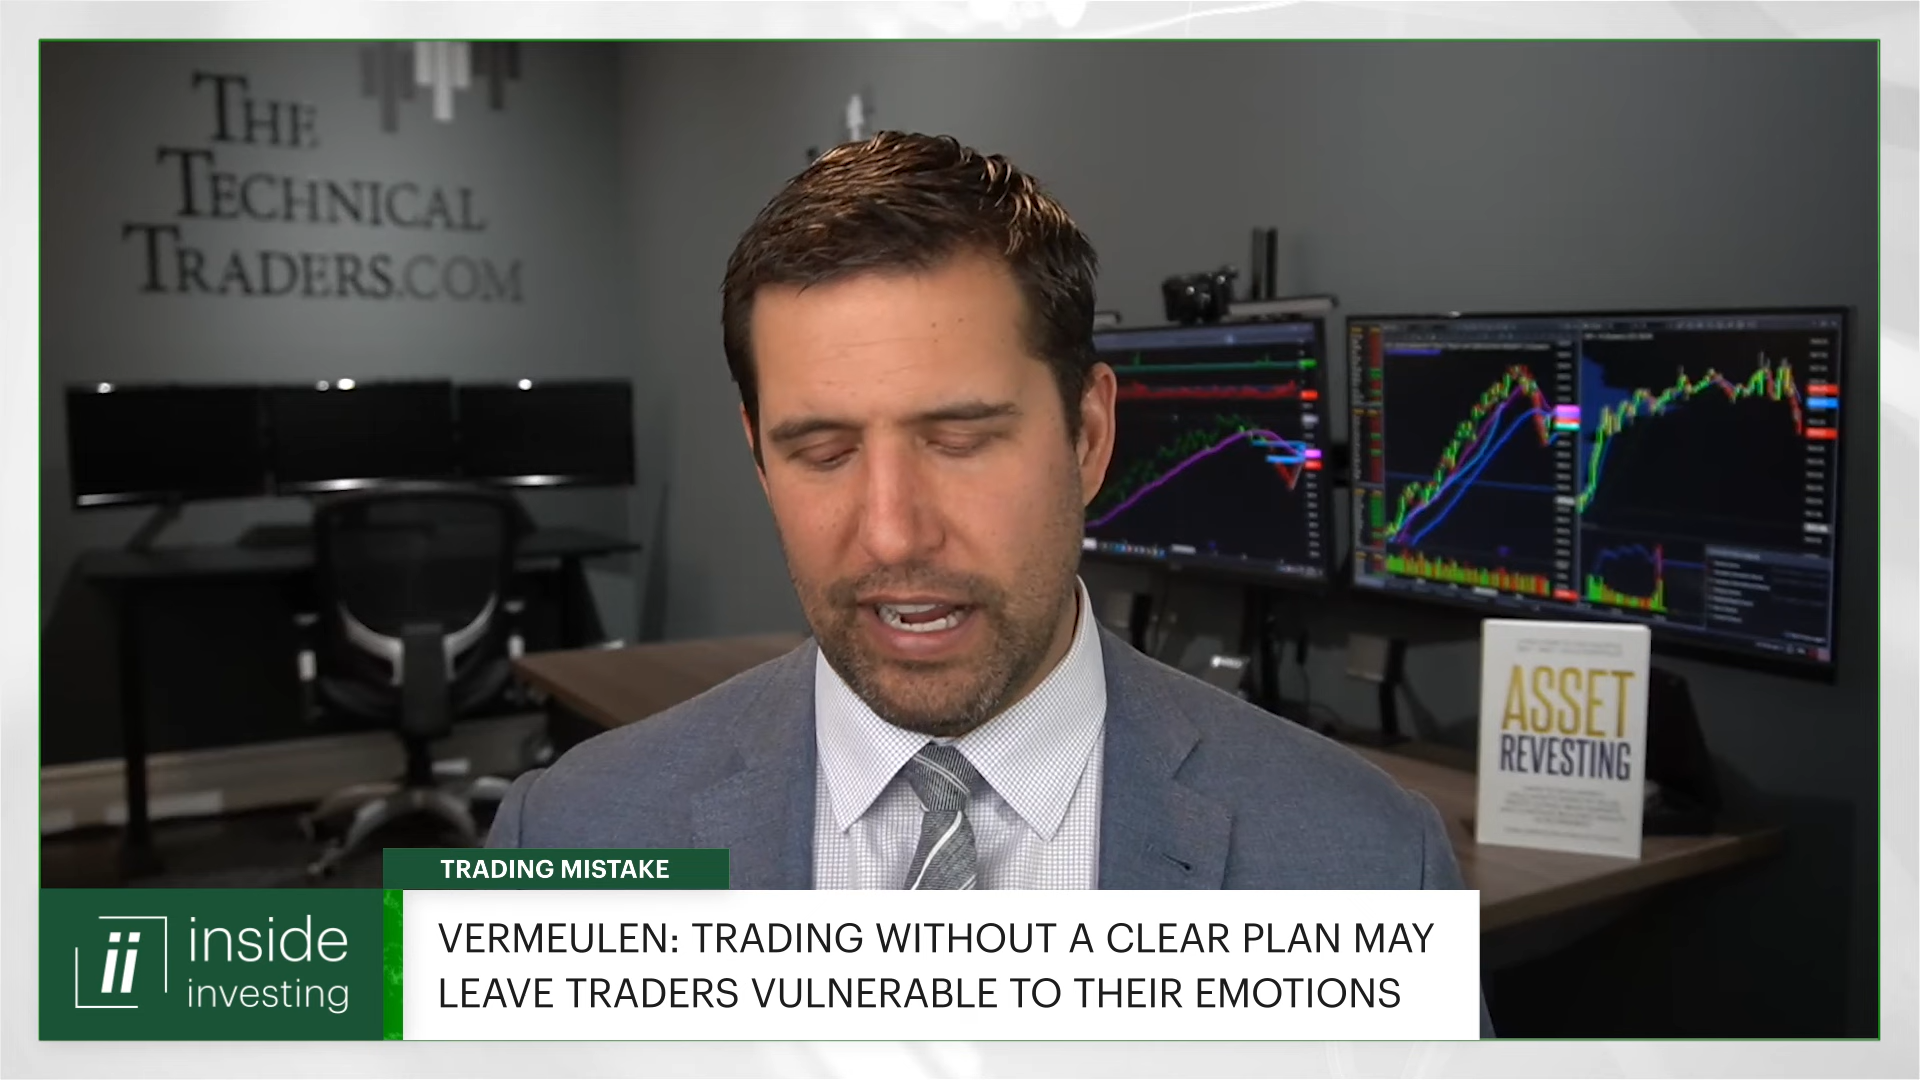 THE
TECHNICAL
TRADERS.COM
ASSET
REVESTING
TRADING MISTAKE
ii inside
investing
VERMEULEN: TRADING WITHOUT A CLEAR PLAN MAY
LEAVE TRADERS VULNERABLE TO THEIR EMOTIONS